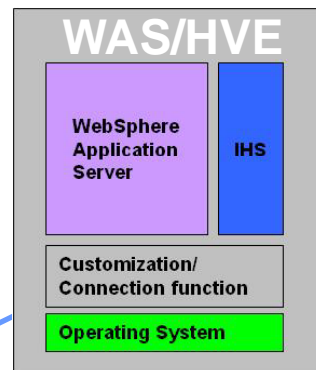 WAS/HVE
WebSphere
Application
Server
IHS
Customization/
Connection function
Operating System